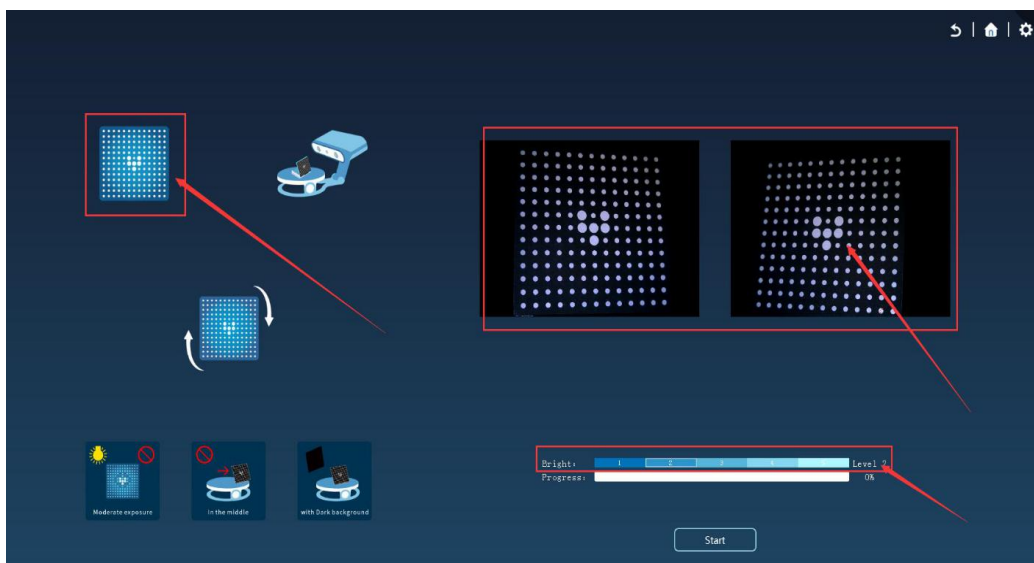 Bright: 1 2 3 4 Level 2
Progress: 0%
Moderate exposure
In the middle
with Dark background
Start